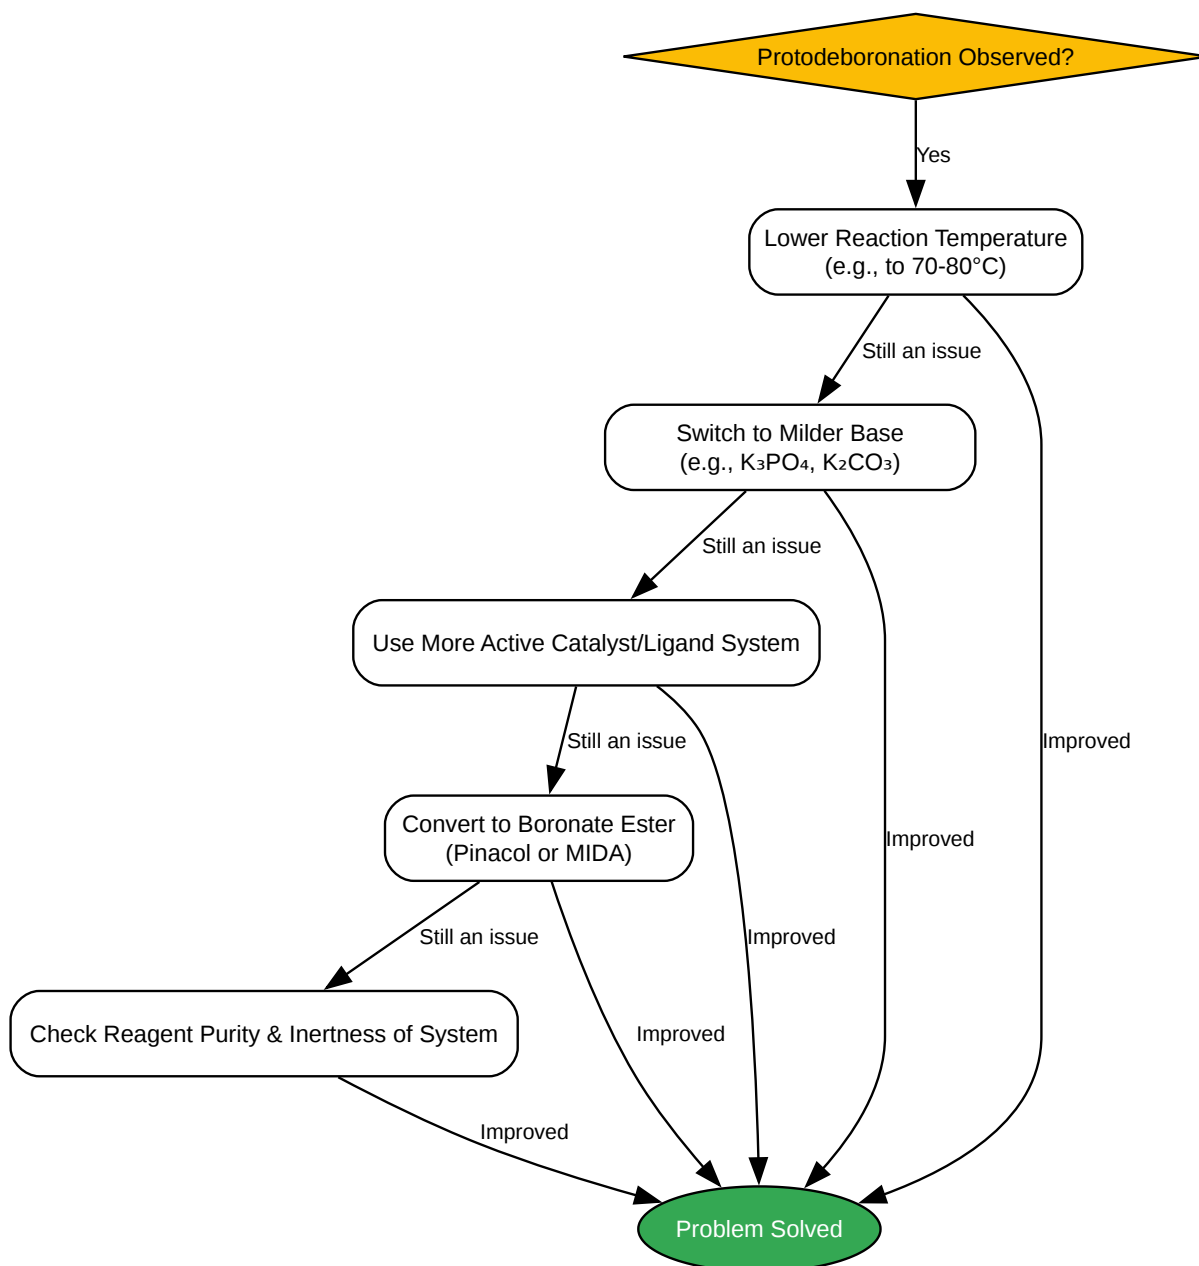 Protodeboronation Observed?
Yes
Lower Reaction Temperature
(e.g., to 70-80°C)
Still an issue
Switch to Milder Base
(e.g., K₃PO₄, K₂CO₃)
Still an issue
Use More Active Catalyst/Ligand System
Still an issue
Improved
Convert to Boronate Ester
(Pinacol or MIDA)
Improved
Still an issue
Improved
Check Reagent Purity & Inertness of System
Improved
Improved
Problem Solved